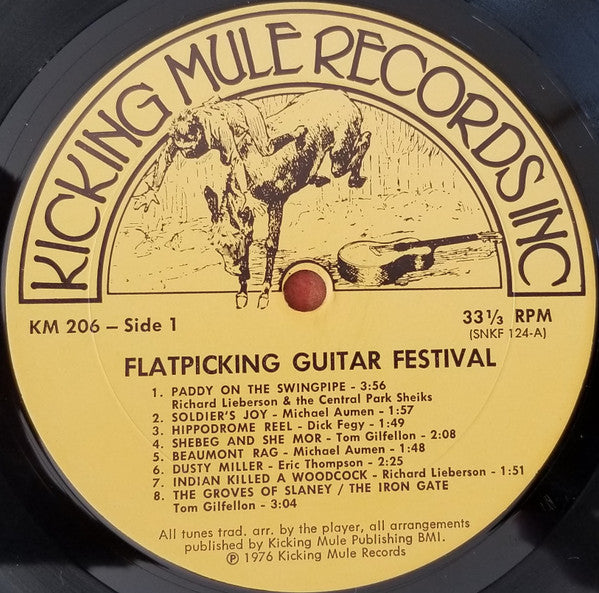 KICKING MULE RECORDS INC
KM 206 – Side 1
33 1/3 RPM
(SNKF 124-A)
FLATPICKING GUITAR FESTIVAL
1. PADDY ON THE SWINGPIPE - 3:56
Richard Lieberson & the Central Park Sheiks
2. SOLDIER'S JOY - Michael Aumen - 1:57
3. HIPPODROME REEL - Dick Fegy - 1:49
4. SHEBEG AND SHE MOR - Tom Gilfellon - 2:08
5. BEAUMONT RAG - Michael Aumen - 1:48
6. DUSTY MILLER - Eric Thompson - 2:25
7. INDIAN KILLED A WOODCOCK - Richard Lieberson - 1:51
8. THE GROVES OF SLANEY / THE IRON GATE
Tom Gilfellon - 3:04
All tunes trad. arr. by the player, all arrangements
published by Kicking Mule Publishing BMI.
℗ 1976 Kicking Mule Records